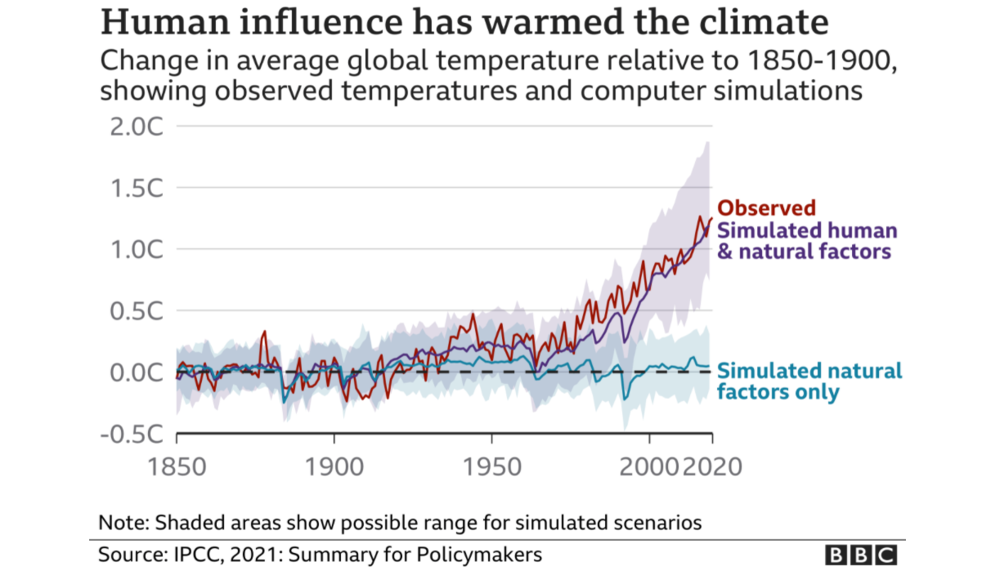 Human influence has warmed the climate
Change in average global temperature relative to 1850-1900,
showing observed temperatures and computer simulations
2.0C
1.5C
1.0C
0.5C
0.0C
-0.5C
Observed
Simulated human
& natural factors
Simulated natural
factors only
1850 1900 1950 2000 2020
Note: Shaded areas show possible range for simulated scenarios
Source: IPCC, 2021: Summary for Policymakers
BBC